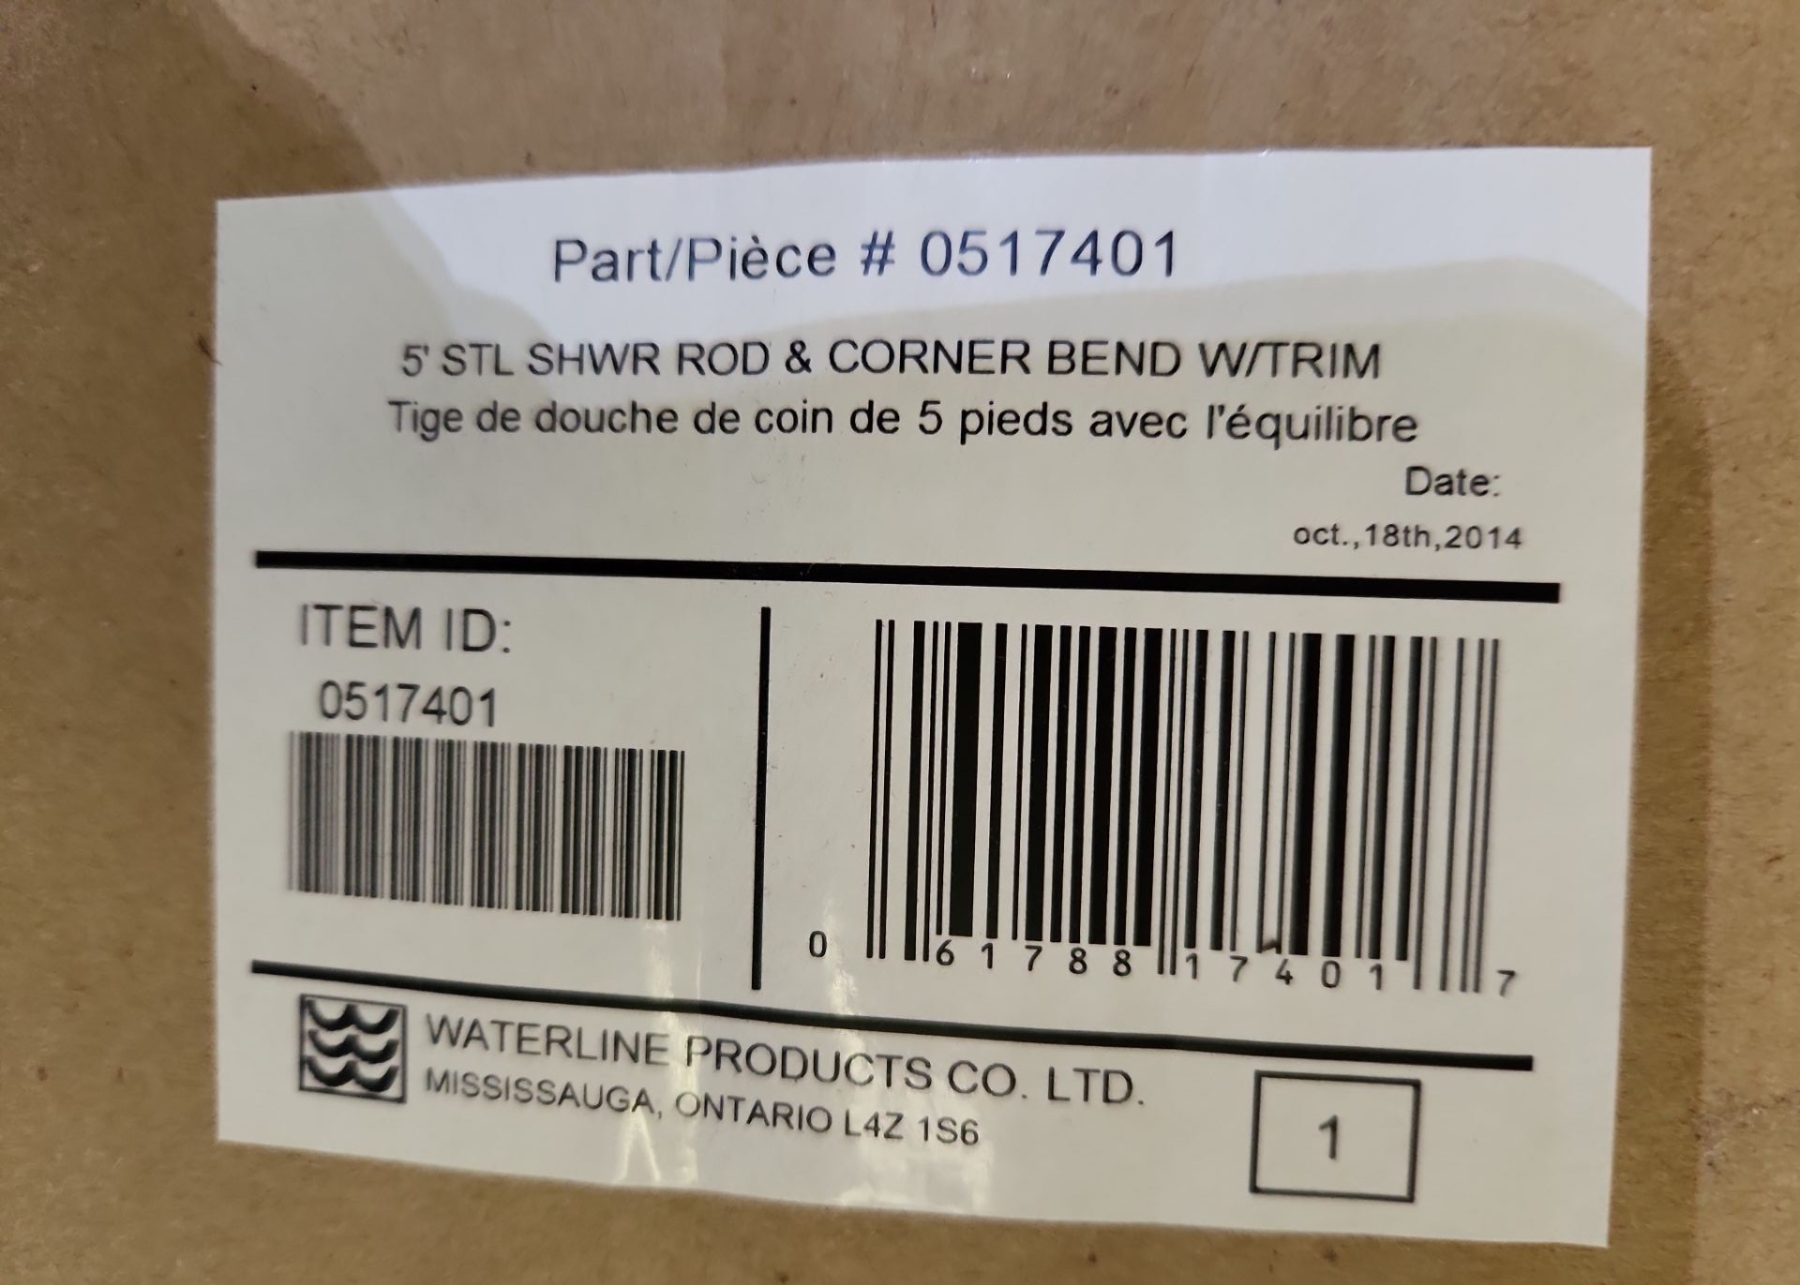 Part/Pièce # 0517401
5' STL SHWR ROD & CORNER BEND W/TRIM
Tige de douche de coin de 5 pieds avec l'équilibre
Date:
oct.,18th,2014
ITEM ID:
0517401
0 61788 17401 7
WATERLINE PRODUCTS CO. LTD.
MISSISSAUGA, ONTARIO L4Z 1S6
1